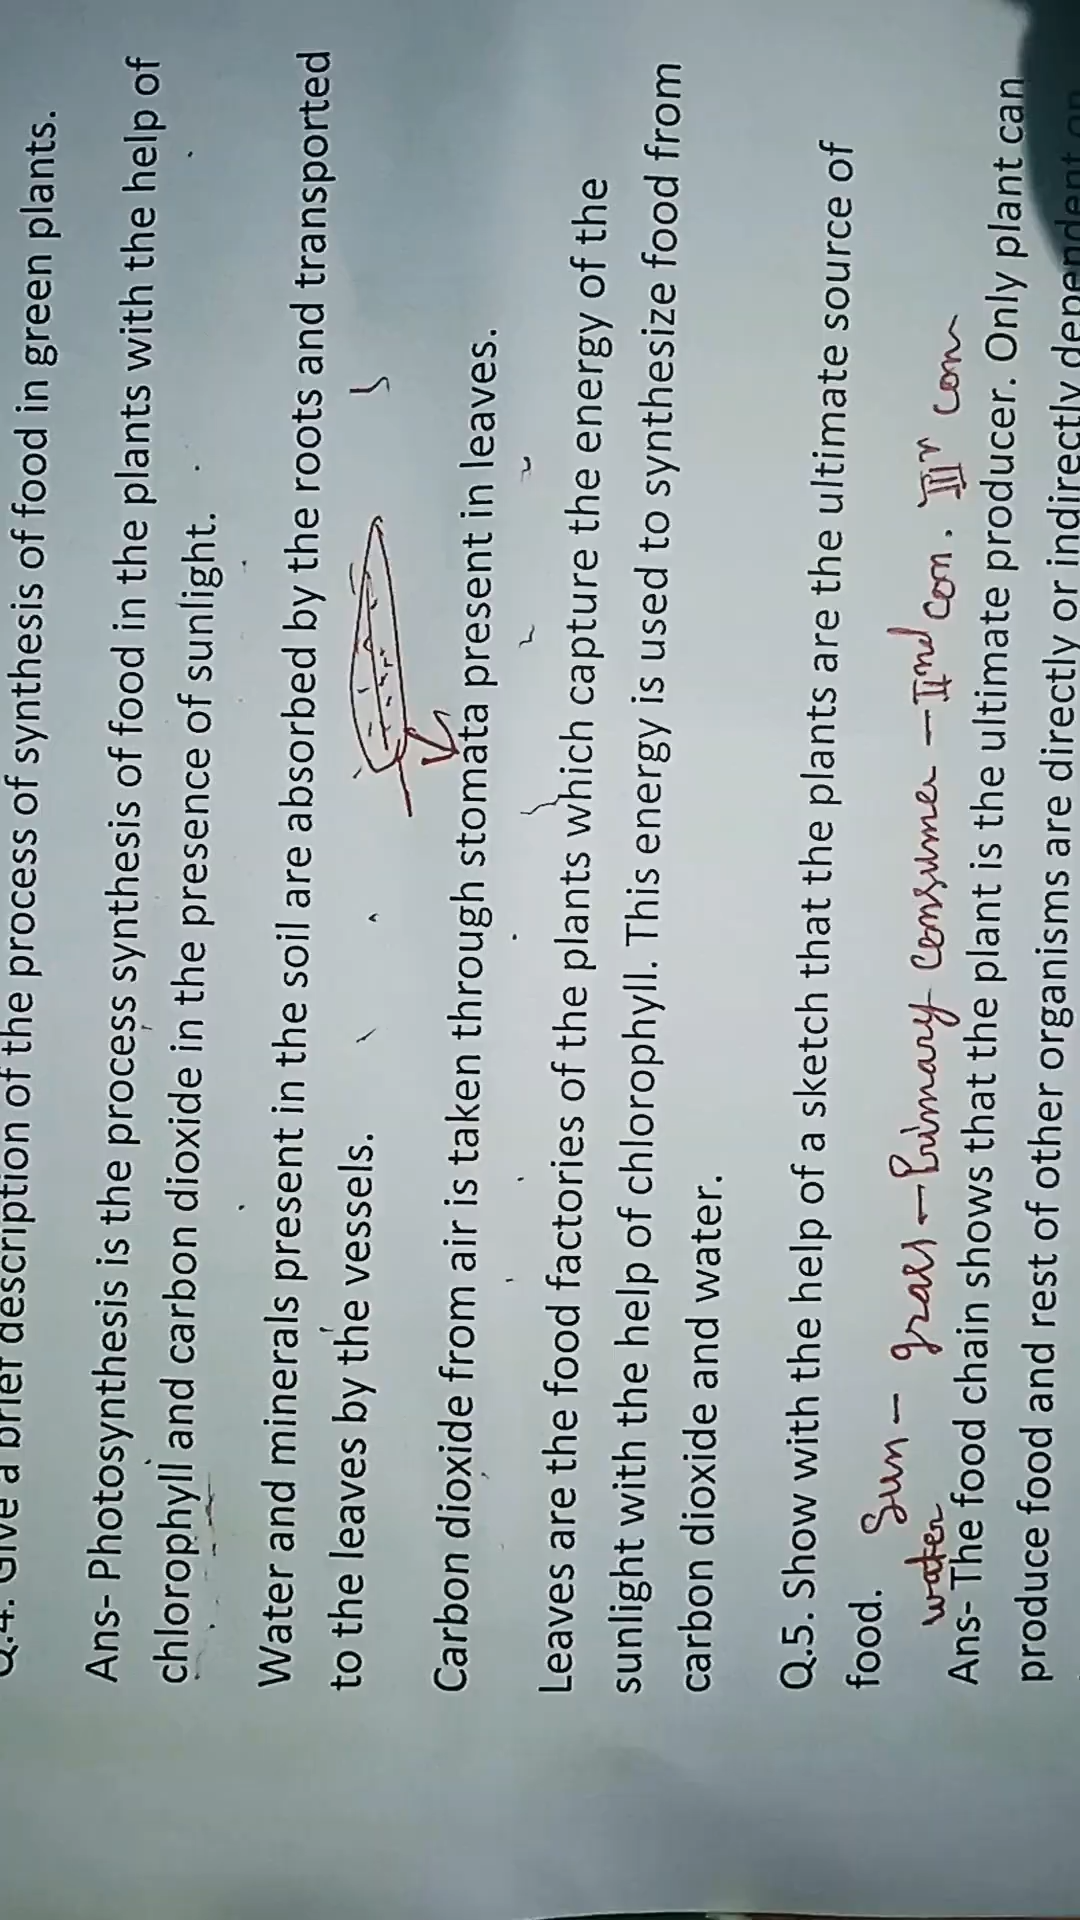 Q.4. Give a brief description of the process of synthesis of food in green plants.
Ans- Photosynthesis is the process synthesis of food in the plants with the help of
chlorophyll and carbon dioxide in the presence of sunlight.
Water and minerals present in the soil are absorbed by the roots and transported
to the leaves by the vessels.
Carbon dioxide from air is taken through stomata present in leaves.
Leaves are the food factories of the plants which capture the energy of the
sunlight with the help of chlorophyll. This energy is used to synthesize food from
carbon dioxide and water.
Q.5. Show with the help of a sketch that the plants are the ultimate source of
food.
Sun - grass - Primary consumer - IInd con. IIIr con
water
Ans- The food chain shows that the plant is the ultimate producer. Only plant can
produce food and rest of other organisms are directly or indirectly dependent on